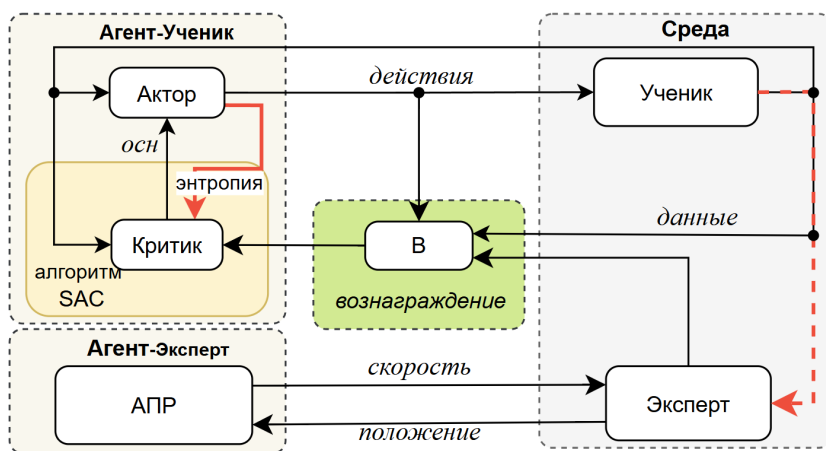 Агент-Ученик
Среда
Актор
действия
Ученик
осн
энтропия
Критик
В
данные
алгоритм
SAC
вознаграждение
Агент-Эксперт
АПР
скорость
Эксперт
положение